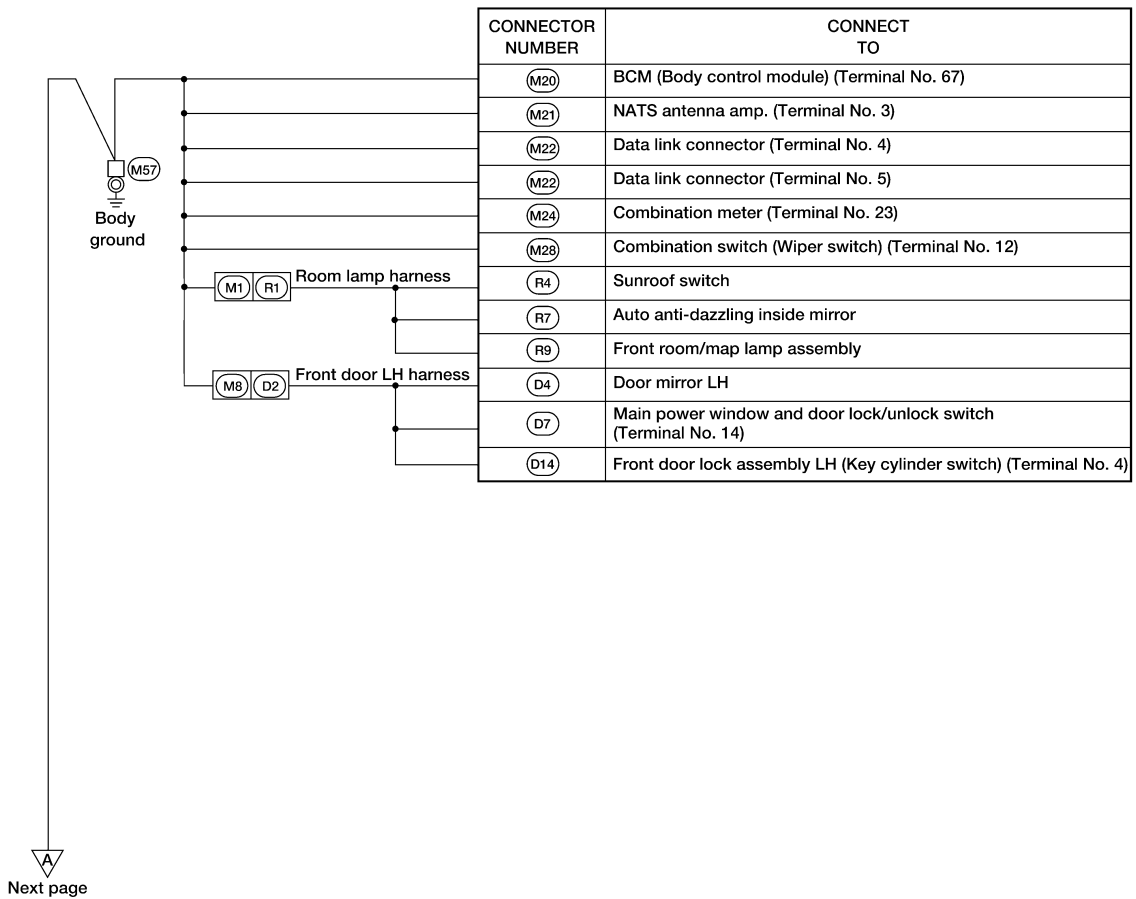 CONNECTOR
NUMBER
CONNECT
TO
M20
BCM (Body control module) (Terminal No. 67)
M21
NATS antenna amp. (Terminal No. 3)
M22
Data link connector (Terminal No. 4)
M57
M22
Data link connector (Terminal No. 5)
Body
ground
M24
Combination meter (Terminal No. 23)
M28
Combination switch (Wiper switch) (Terminal No. 12)
M1
R1
Room lamp harness
R4
Sunroof switch
R7
Auto anti-dazzling inside mirror
R9
Front room/map lamp assembly
M8
D2
Front door LH harness
D4
Door mirror LH
D7
Main power window and door lock/unlock switch
(Terminal No. 14)
D14
Front door lock assembly LH (Key cylinder switch) (Terminal No. 4)
A
Next page